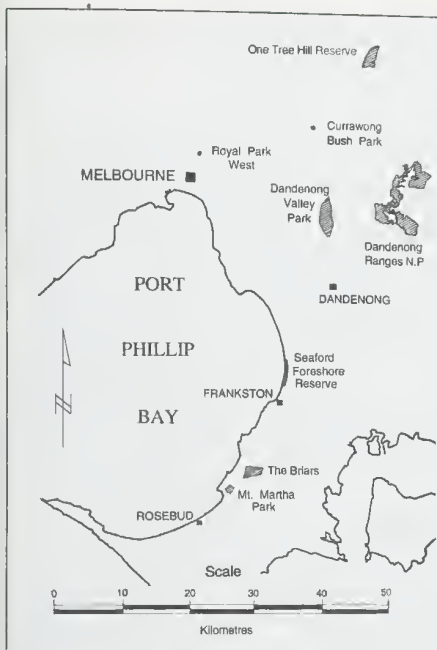 One Tree Hill Reserve
Currawong
Bush Park
Royal Park
West
MELBOURNE
Dandenong
Valley
Park
Dandenong
Ranges N.P
PORT
PHILLIP
BAY
DANDENONG
Seaford
Foreshore
Reserve
FRANKSTON
The Briars
Mt. Martha
Park
ROSEBUD
Scale
0 10 20 30 40 50
Kilometres